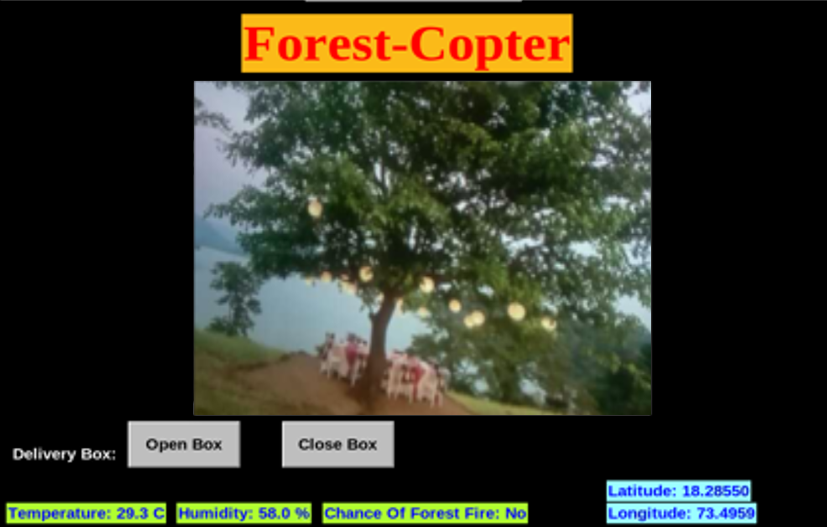 Forest-Copter
Delivery Box:
Open Box
Close Box
Temperature: 29.3 C
Humidity: 58.0 %
Chance Of Forest Fire: No
Latitude: 18.28550
Longitude: 73.4959